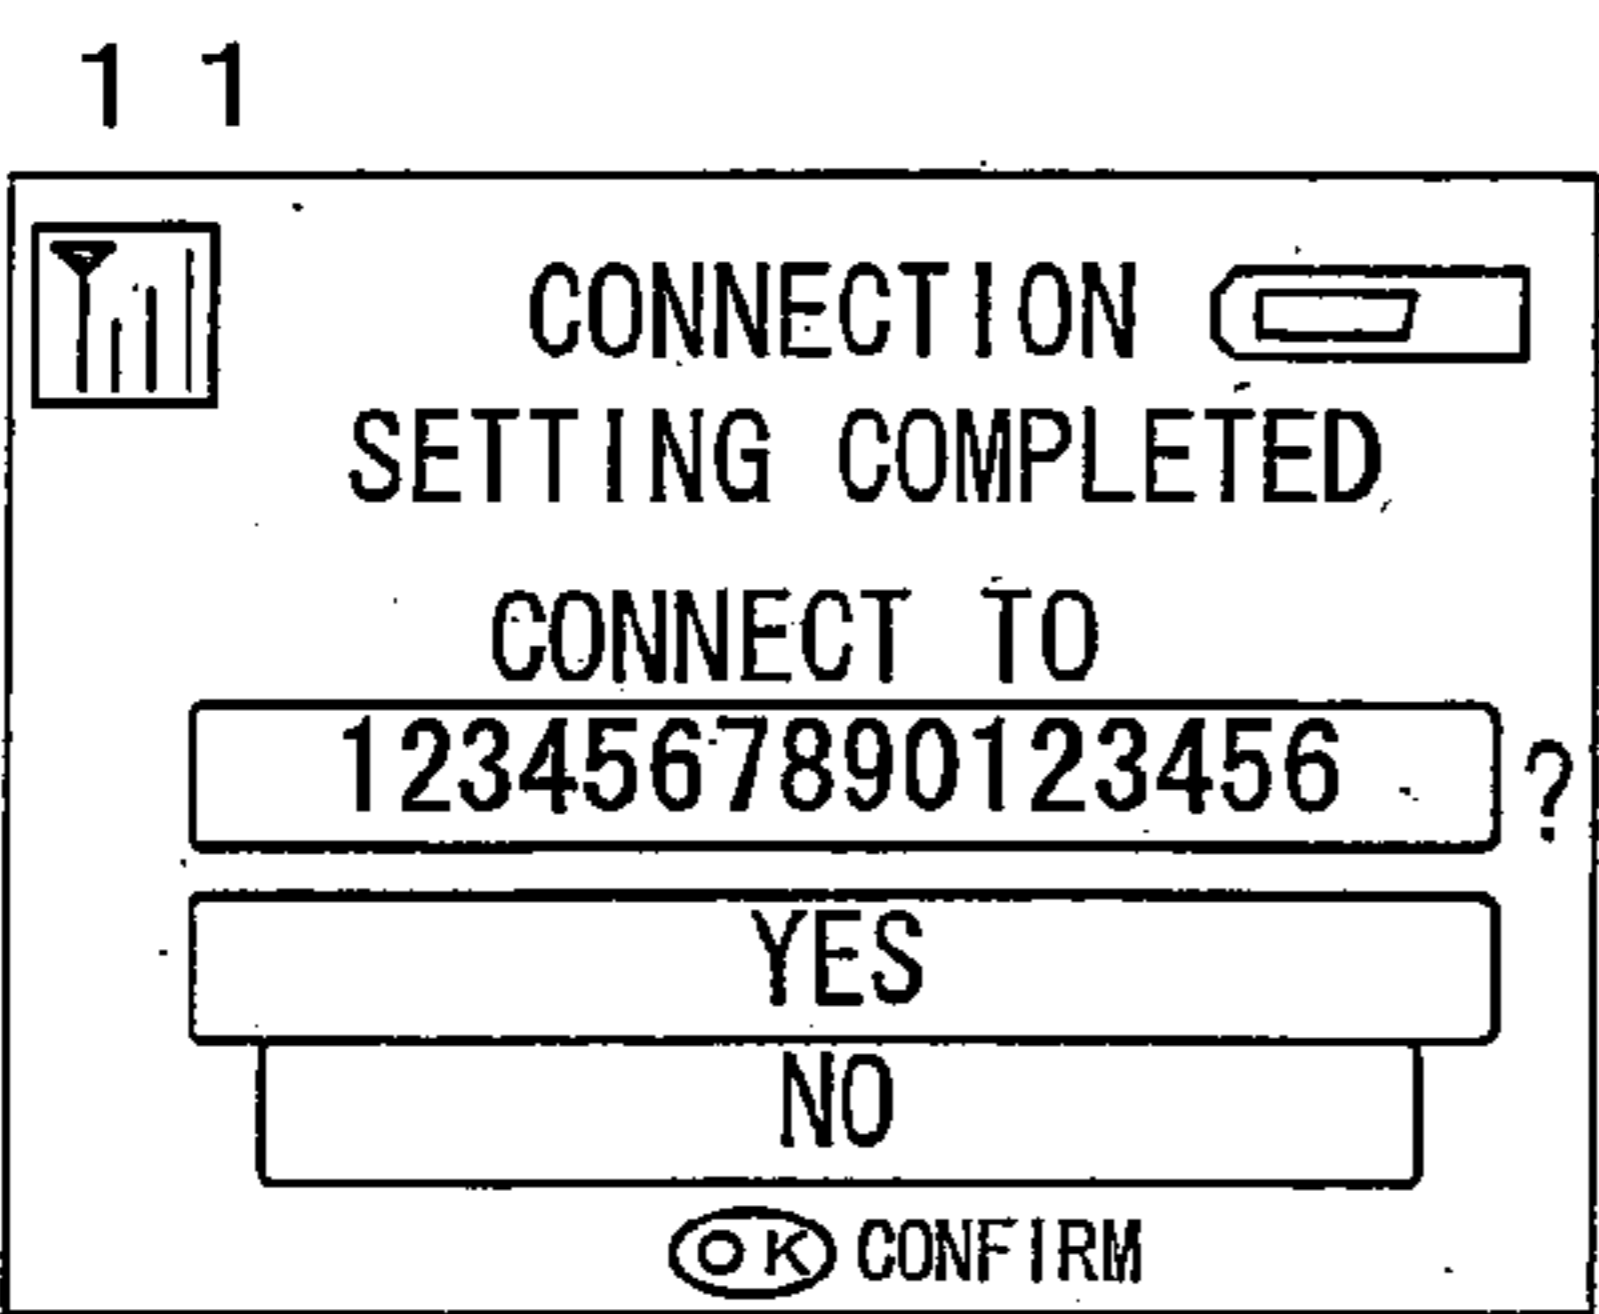 11
CONNECTION
SETTING COMPLETED
CONNECT TO
1234567890123456 ?
YES
NO
OK CONFIRM